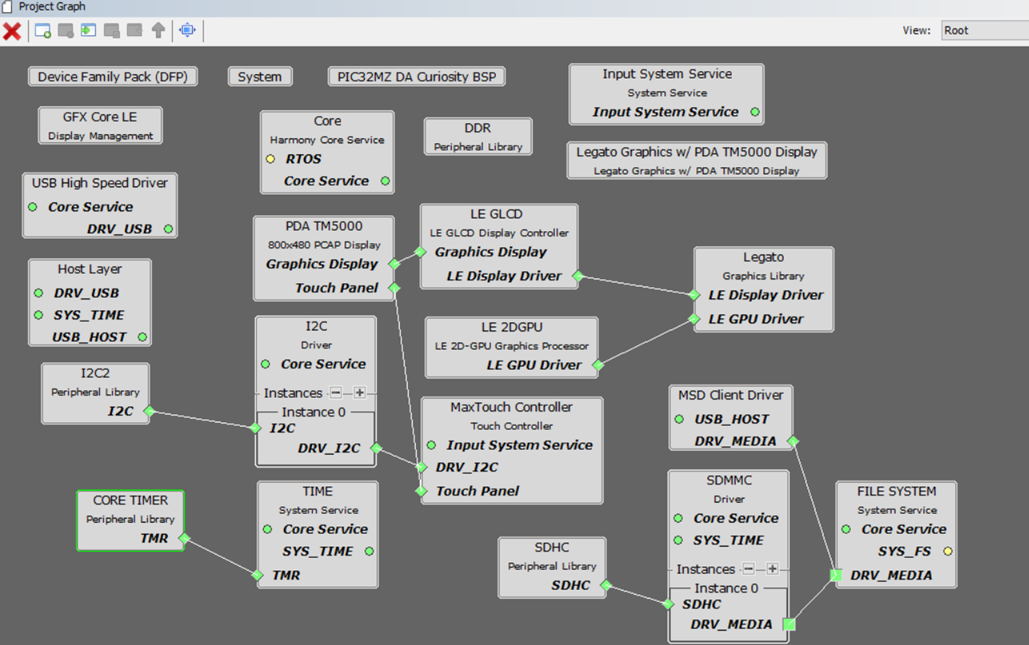 Project Graph
View:
Root
Device Family Pack (DFP)
System
PIC32MZ DA Curiosity BSP
Input System Service
System Service
Input System Service
GFX Core LE
Display Management
Core
Harmony Core Service
RTOS
Core Service
DDR
Peripheral Library
Legato Graphics w/ PDA TM5000 Display
Legato Graphics w/ PDA TM5000 Display
USB High Speed Driver
Core Service
DRV_USB
PDA TM5000
800x480 PCAP Display
Graphics Display
Touch Panel
LE GLCD
LE GLCD Display Controller
Graphics Display
LE Display Driver
Legato
Graphics Library
LE Display Driver
LE GPU Driver
Host Layer
DRV_USB
SYS_TIME
USB_HOST
I2C
Driver
Core Service
Instances
Instance 0
I2C
DRV_I2C
LE 2DGPU
LE 2D-GPU Graphics Processor
LE GPU Driver
I2C2
Peripheral Library
I2C
MaxTouch Controller
Touch Controller
Input System Service
DRV_I2C
Touch Panel
MSD Client Driver
USB_HOST
DRV_MEDIA
CORE TIMER
Peripheral Library
TMR
TIME
System Service
Core Service
SYS_TIME
TMR
SDHC
Peripheral Library
SDHC
SDMMC
Driver
Core Service
SYS_TIME
Instances
Instance 0
SDHC
DRV_MEDIA
FILE SYSTEM
System Service
Core Service
SYS_FS
DRV_MEDIA